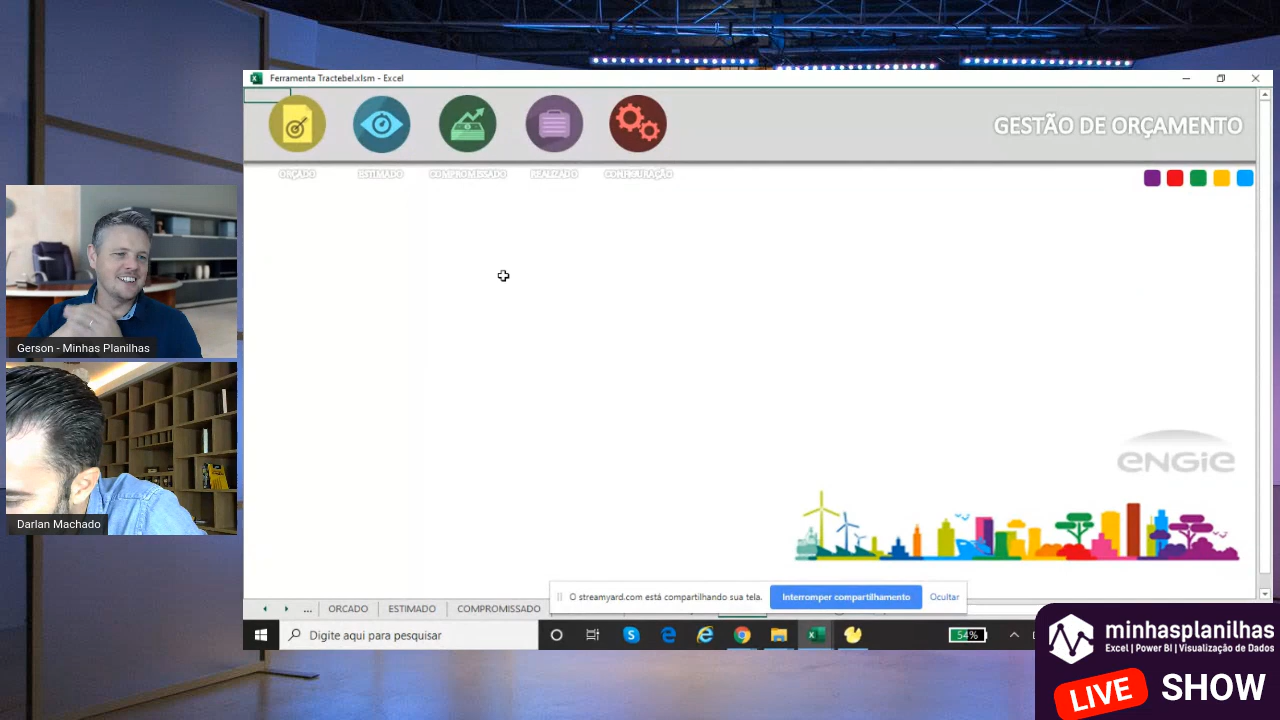 Ferramenta Tractebel.xlsm - Excel
GESTÃO DE ORÇAMENTO
ORÇADO
ESTIMADO
COMPROMISSADO
REALIZADO
CONFIGURAÇÃO
Gerson - Minhas Planilhas
Darlan Machado
ENGIE
O streamyard.com está compartilhando sua tela.
Interromper compartilhamento
Ocultar
...
ORCADO
ESTIMADO
COMPROMISSADO
Digite aqui para pesquisar
54%
minhasplanilhas
Excel | Power BI | Visualização de Dados
LIVE SHOW